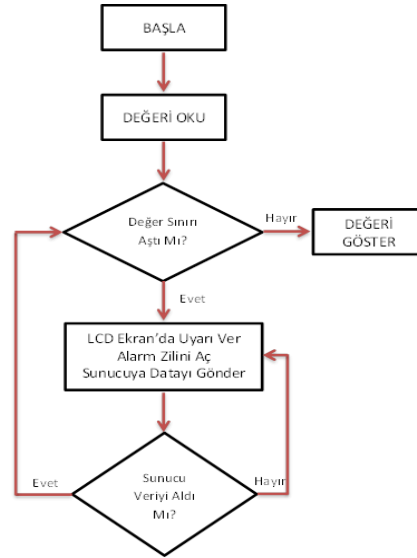 BAŞLA
DEĞERİ OKU
Değer Sınırı
Aştı Mı?
Hayır
DEĞERİ
GÖSTER
Evet
LCD Ekran'da Uyarı Ver
Alarm Zilini Aç
Sunucuya Datayı Gönder
Evet
Sunucu
Veriyi Aldı
Mı?
Hayır